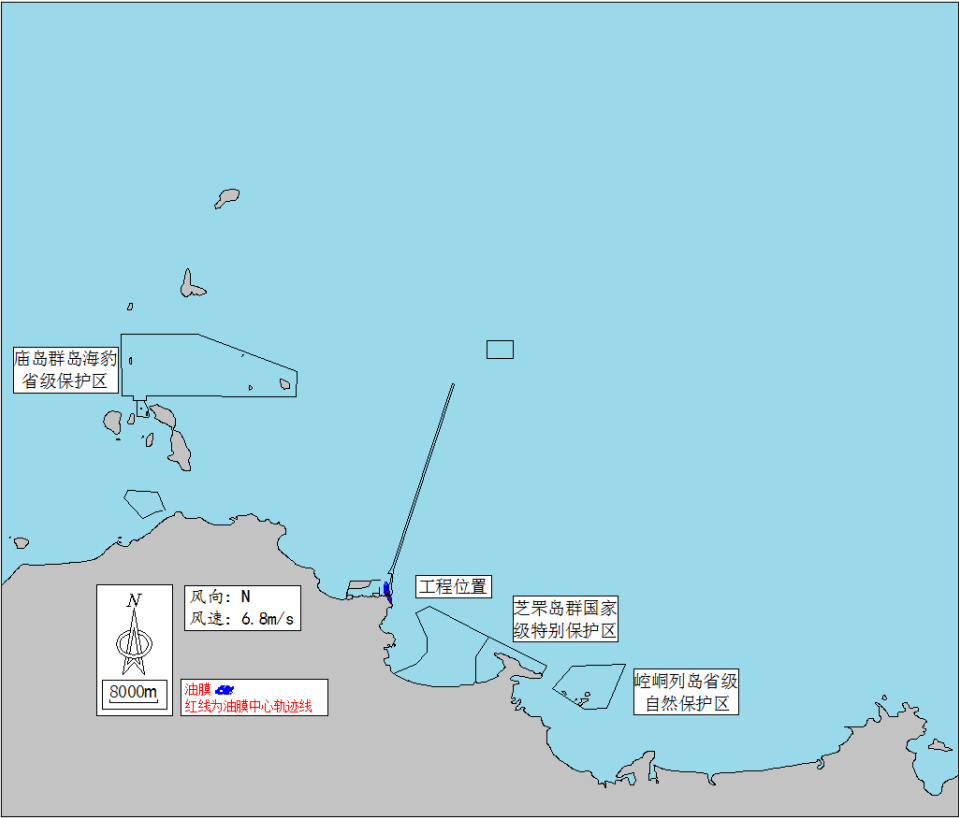 庙岛群岛海豹
省级保护区
工程位置
芝罘岛群国家
级特别保护区
崆峒列岛省级
自然保护区
N
8000m
风向: N
风速: 6.8m/s
油膜
红线为油膜中心轨迹线